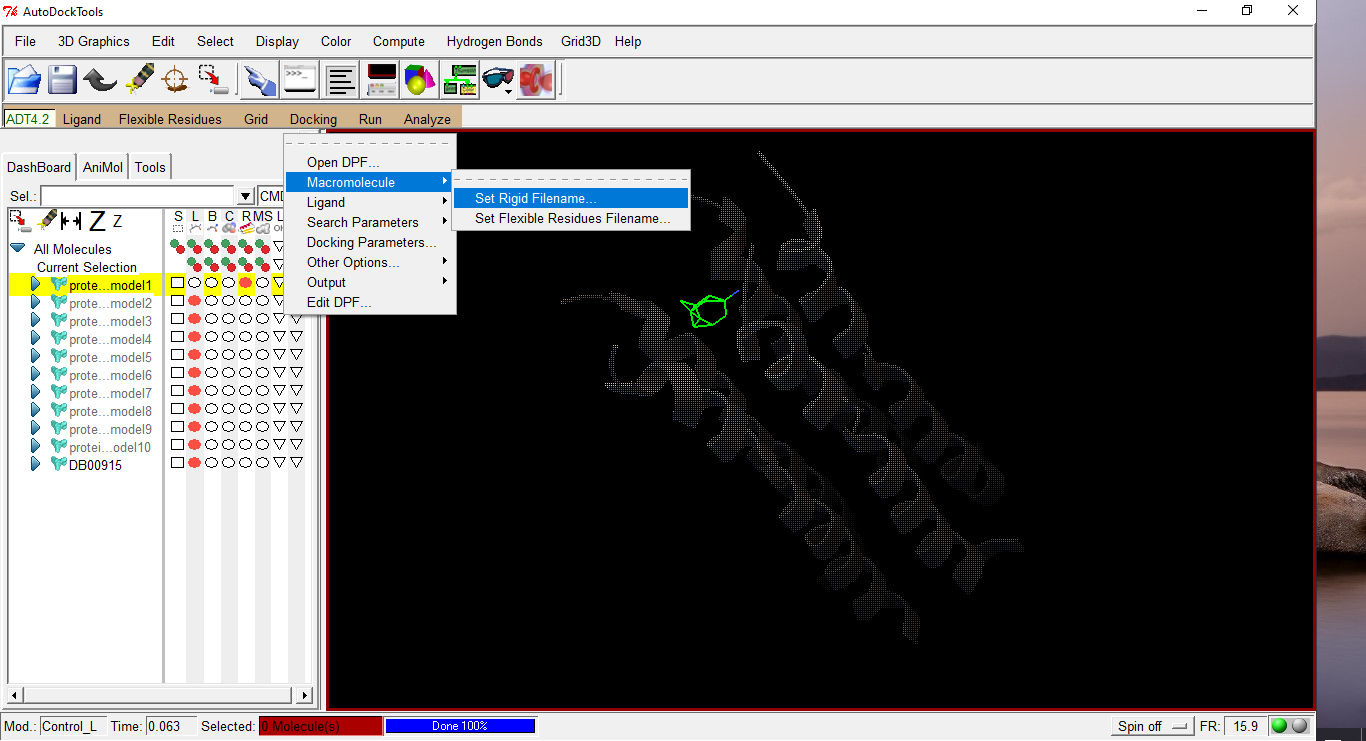 AutoDockTools
File 3D Graphics Edit Select Display Color Compute Hydrogen Bonds Grid3D Help
>>>_
ADT4.2 Ligand Flexible Residues Grid Docking Run Analyze
DashBoard AniMol Tools
Sel.: CMD
Open DPF...
Macromolecule
Ligand
Search Parameters
Docking Parameters...
Other Options...
Output
Edit DPF...
Set Rigid Filename...
Set Flexible Residues Filename...
Z Z
S L B C R MS L
All Molecules
Current Selection
prote...model1
prote...model2
prote...model3
prote...model4
prote...model5
prote...model6
prote...model7
prote...model8
prote...model9
protei...odel10
DB00915
Mod.: Control_L Time: 0.063 Selected: 0 Molecule(s) Done 100% Spin off FR: 15.9